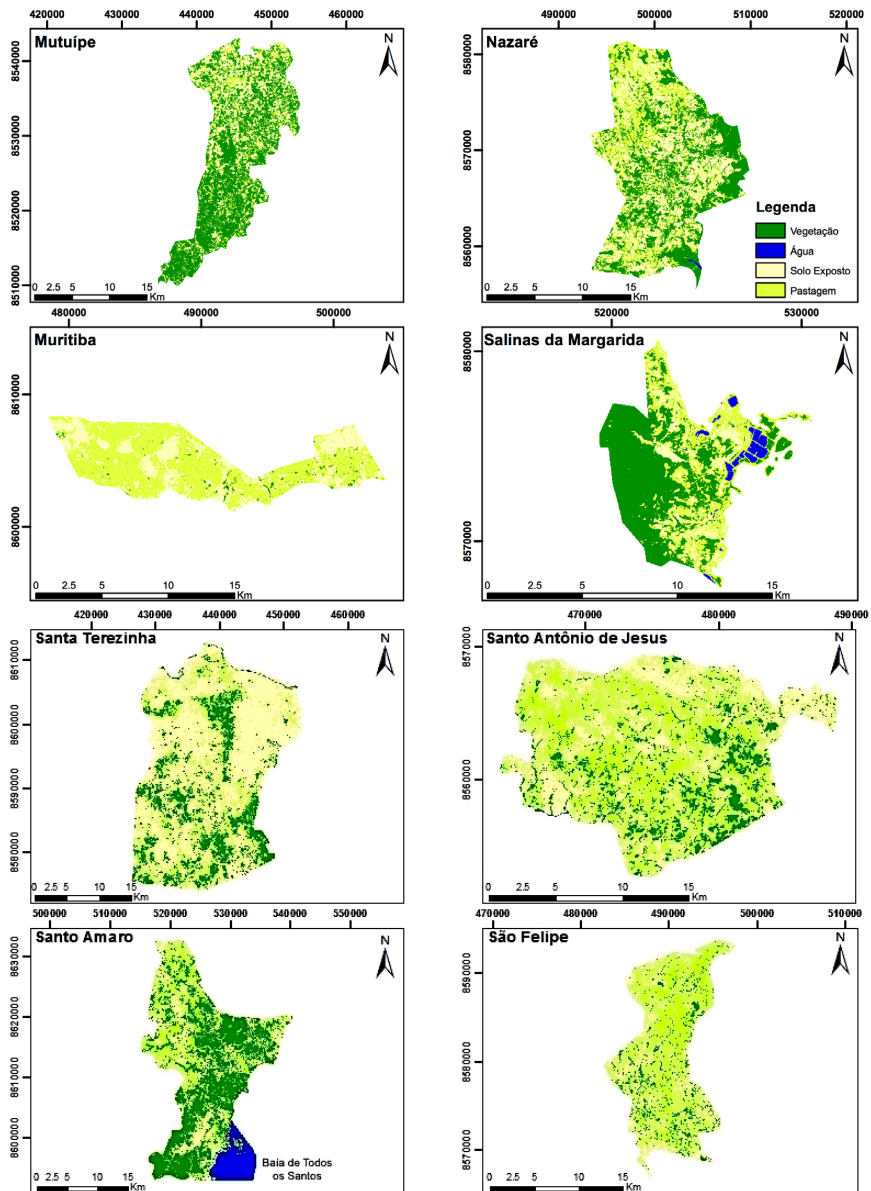 420000 440000 450000 460000
Mutuípe
N
8540000
8530000
8520000
8510000
0 2.5 5 10 15
Km
490000 500000 510000 520000
Nazaré
N
8580000
8570000
8560000
Legenda
Vegetação
Água
Solo Exposto
Pastagem
0 2.5 5 10 15
Km
480000 490000 500000
Muritiba
N
8610000
8600000
0 2.5 5 10 15
Km
520000 530000
Salinas da Margarida
N
8580000
8570000
0 2.5 5 10 15
Km
420000 430000 440000 450000 460000
Santa Terezinha
N
8610000
8600000
8590000
8580000
0 2.5 5 10 15
Km
470000 480000 490000
Santo Antônio de Jesus
N
8570000
8560000
0 2.5 5 10 15
Km
500000 510000 520000 530000 540000 550000
Santo Amaro
N
8630000
8620000
8610000
8600000
Baía de Todos
os Santos
0 2.5 5 10 15
Km
470000 480000 490000 500000 510000
São Felipe
N
8590000
8580000
8570000
0 2.5 5 10 15
Km